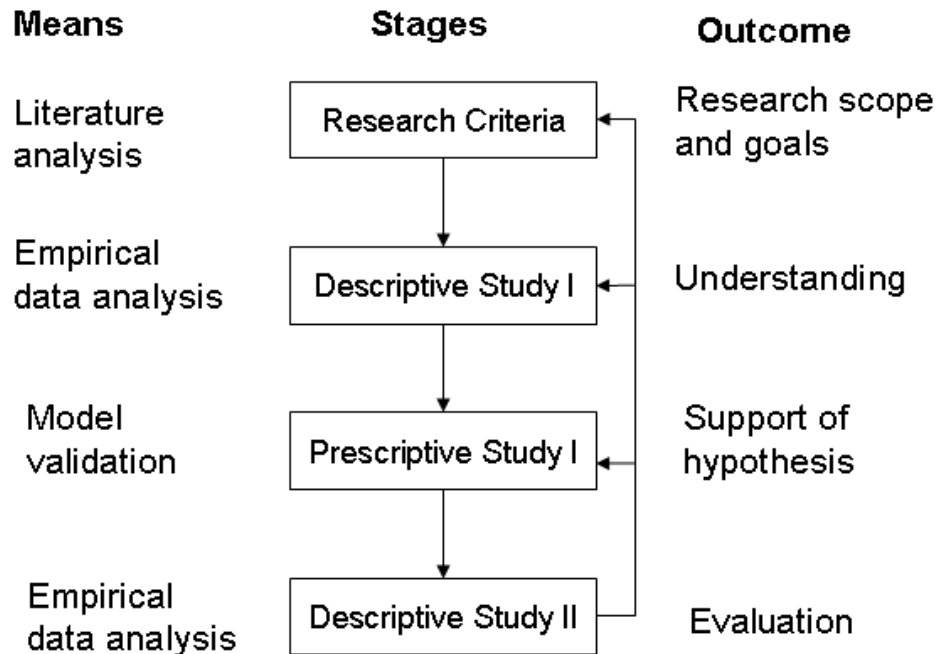 Means Stages Outcome
Literature
analysis
Research Criteria
Research scope
and goals
Empirical
data analysis
Descriptive Study I
Understanding
Model
validation
Prescriptive Study I
Support of
hypothesis
Empirical
data analysis
Descriptive Study II
Evaluation